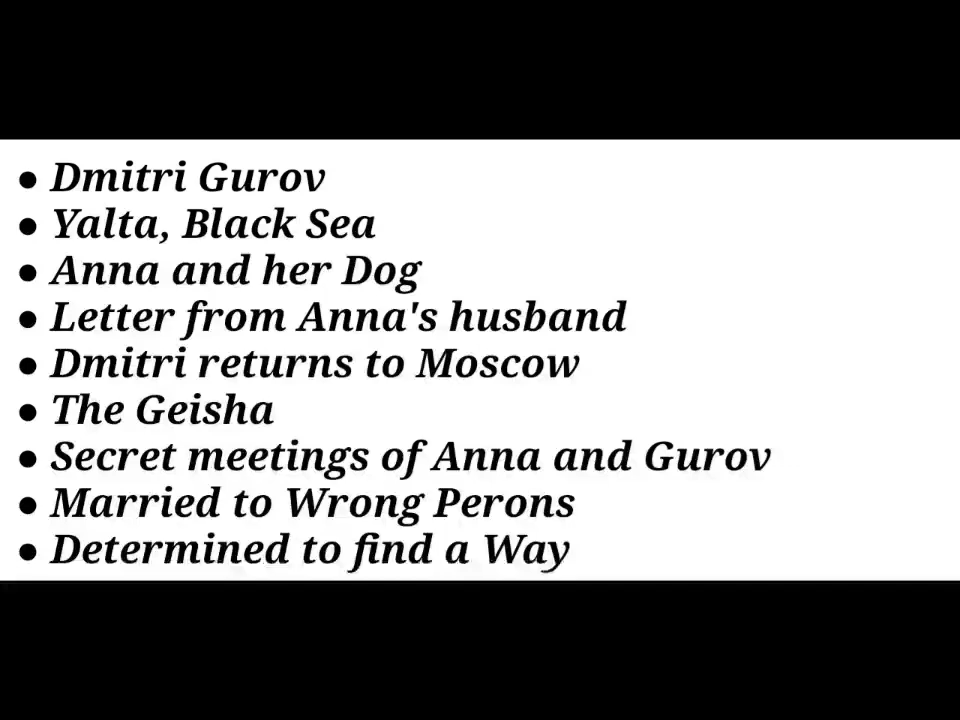 ● Dmitri Gurov
● Yalta, Black Sea
● Anna and her Dog
● Letter from Anna's husband
● Dmitri returns to Moscow
● The Geisha
● Secret meetings of Anna and Gurov
● Married to Wrong Perons
● Determined to find a Way